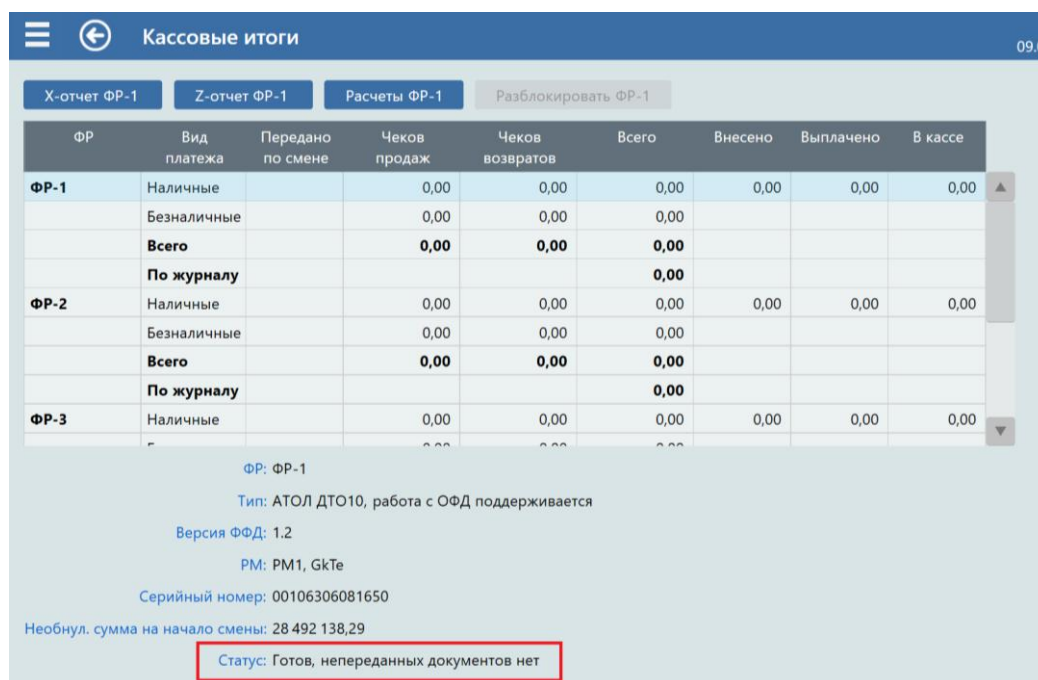 Кассовые итоги
09.
X-отчет ФР-1 Z-отчет ФР-1 Расчеты ФР-1 Разблокировать ФР-1
ФР Вид платежа Передано по смене Чеков продаж Чеков возвратов Всего Внесено Выплачено В кассе
ФР-1 Наличные 0,00 0,00 0,00 0,00 0,00 0,00
Безналичные 0,00 0,00 0,00
Всего 0,00 0,00 0,00
По журналу 0,00
ФР-2 Наличные 0,00 0,00 0,00 0,00 0,00 0,00
Безналичные 0,00 0,00 0,00
Всего 0,00 0,00 0,00
По журналу 0,00
ФР-3 Наличные 0,00 0,00 0,00 0,00 0,00 0,00
ФР: ФР-1
Тип: АТОЛ ДТО10, работа с ОФД поддерживается
Версия ФФД: 1.2
РМ: РМ1, GkTe
Серийный номер: 00106306081650
Необнул. сумма на начало смены: 28 492 138,29
Статус: Готов, непереданных документов нет